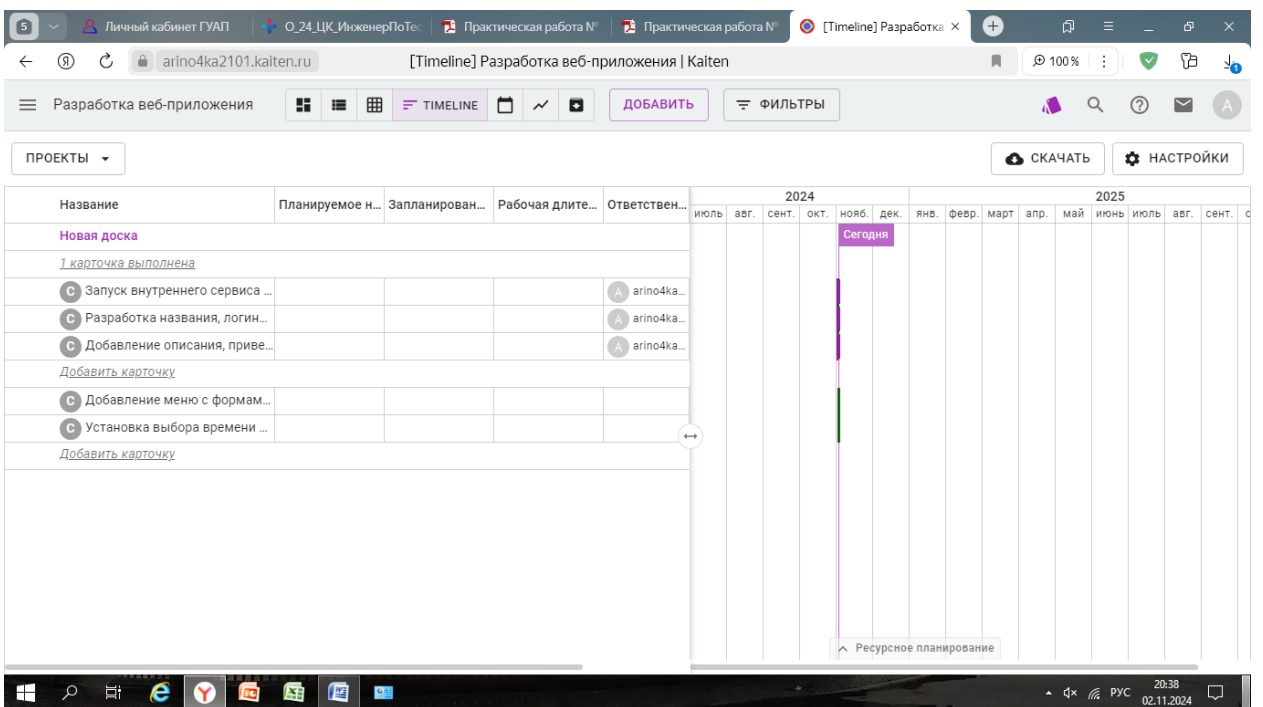 5 Личный кабинет ГУАП О_24_ЦК_ИнженерПоТес Практическая работа № Практическая работа № [Timeline] Разработка
arino4ka2101.kaiten.ru [Timeline] Разработка веб-приложения | Kaiten 100 %
Разработка веб-приложения TIMELINE ДОБАВИТЬ ФИЛЬТРЫ A
ПРОЕКТЫ СКАЧАТЬ НАСТРОЙКИ
Название Планируемое н... Запланирован... Рабочая длите... Ответствен... 2024 2025
июль авг. сент. окт. нояб. дек. янв. февр. март апр. май июнь июль авг. сент.
Новая доска Сегодня
1 карточка выполнена
C Запуск внутреннего сервиса ... A arino4ka...
C Разработка названия, логин... A arino4ka...
C Добавление описания, приве... A arino4ka...
Добавить карточку
C Добавление меню с формам...
C Установка выбора времени ...
Добавить карточку
Ресурсное планирование
РУС 20:38
02.11.2024